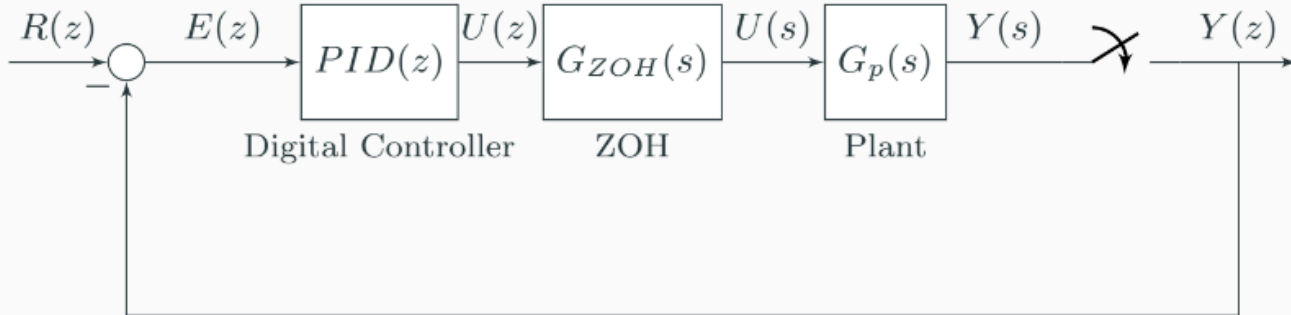 R(z) E(z) PID(z) U(z) G_{ZOH}(s) U(s) G_p(s) Y(s) Y(z)
−
Digital Controller ZOH Plant